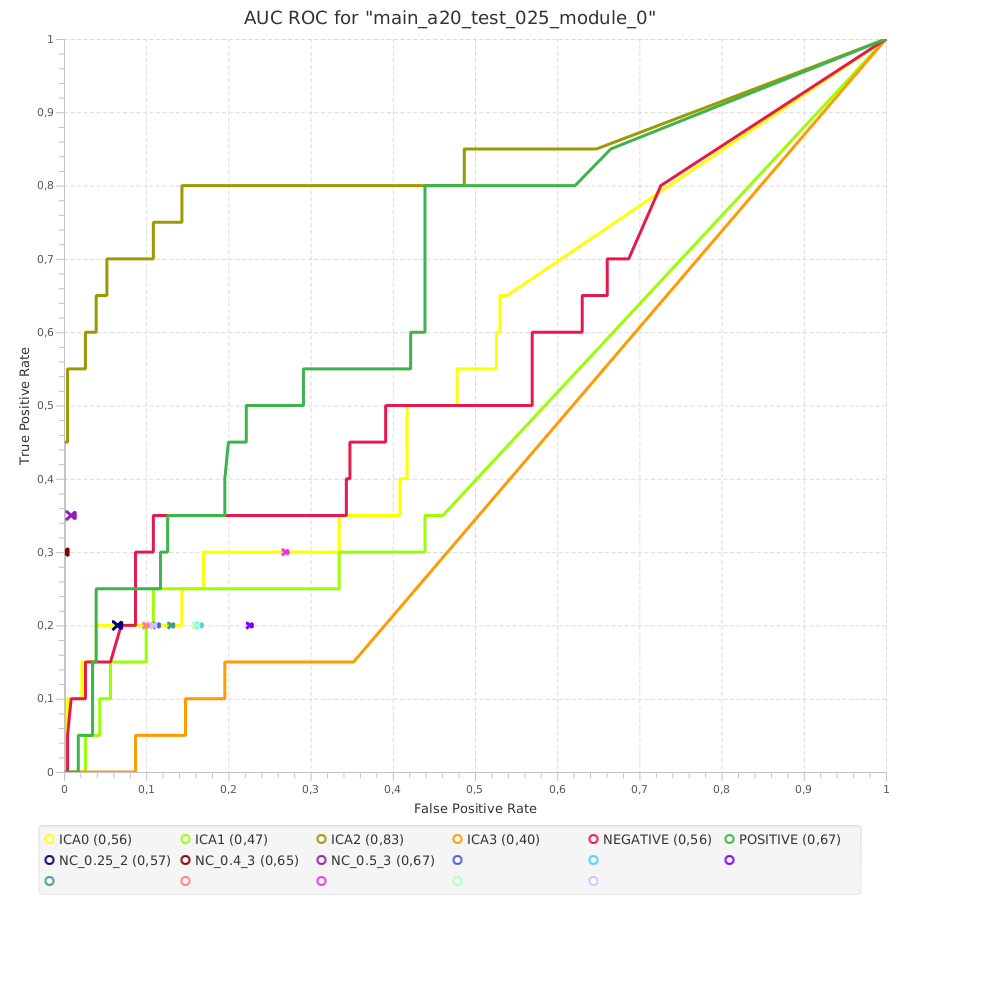 AUC ROC for "main_a20_test_025_module_0"
1
0,9
0,8
0,7
0,6
0,5
0,4
0,3
0,2
0,1
0
True Positive Rate
0 0,1 0,2 0,3 0,4 0,5 0,6 0,7 0,8 0,9 1
False Positive Rate
ICA0 (0,56) ICA1 (0,47) ICA2 (0,83) ICA3 (0,40) NEGATIVE (0,56) POSITIVE (0,67)
NC_0.25_2 (0,57) NC_0.4_3 (0,65) NC_0.5_3 (0,67)